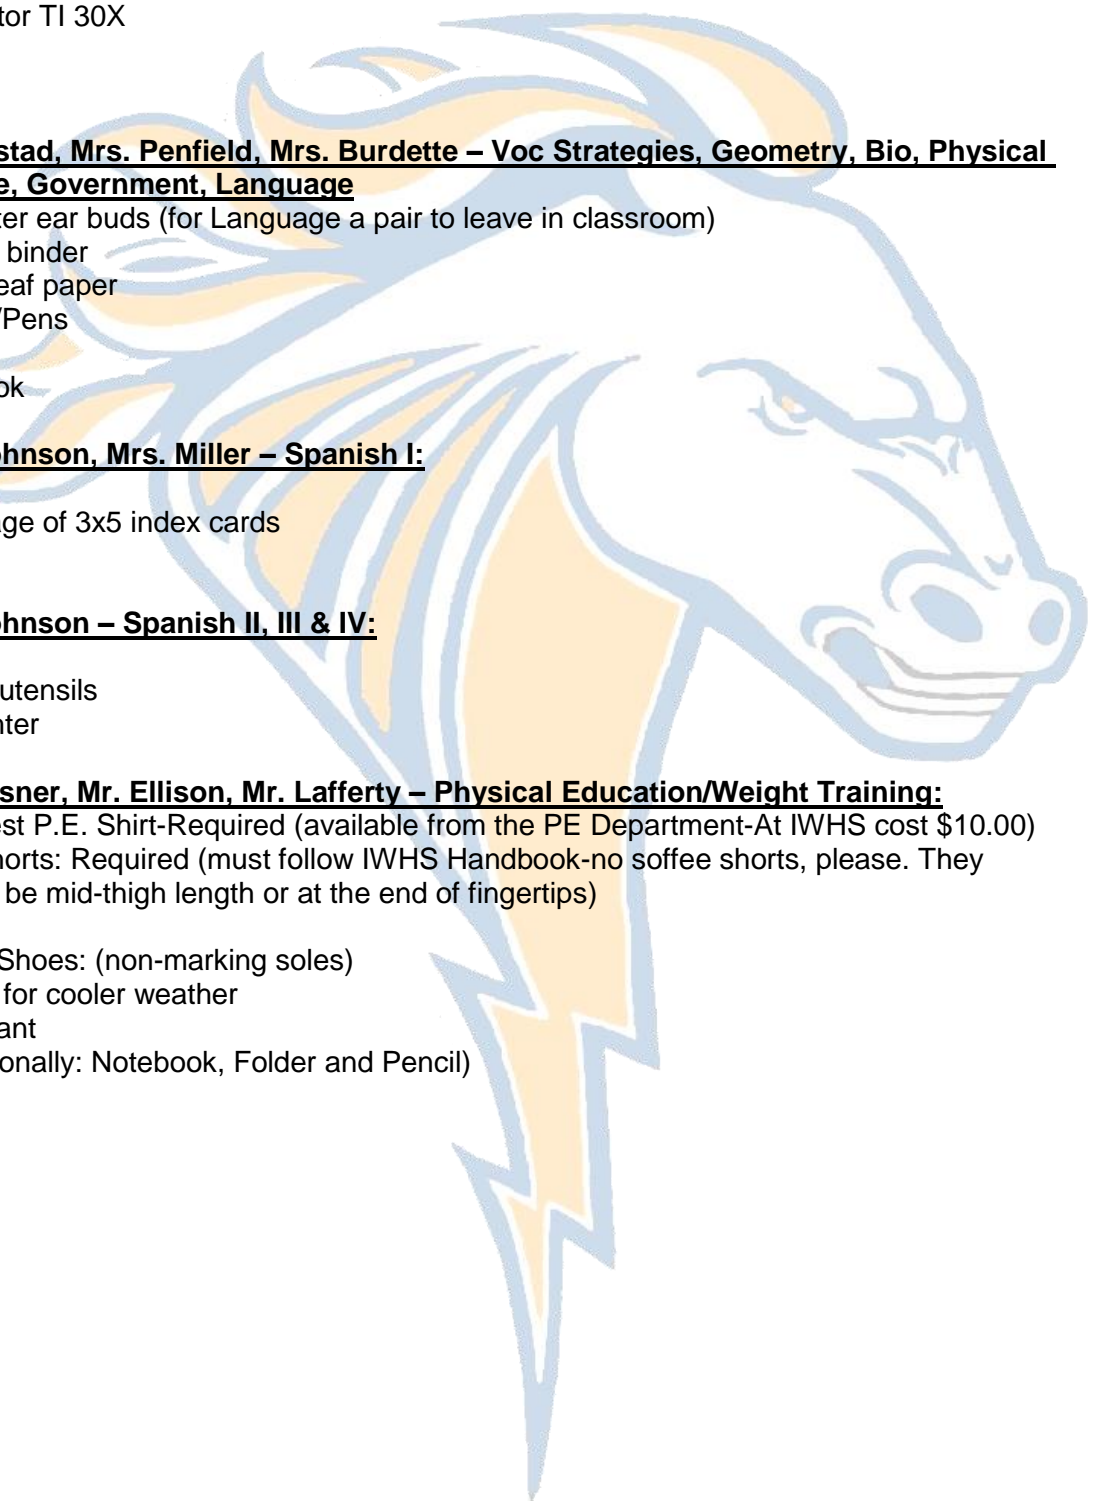 tor TI 30X
stad, Mrs. Penfield, Mrs. Burdette – Voc Strategies, Geometry, Bio, Physical
e, Government, Language
ter ear buds (for Language a pair to leave in classroom)
binder
eaf paper
/Pens
ok
ohnson, Mrs. Miller – Spanish I:
age of 3x5 index cards
ohnson – Spanish II, III & IV:
utensils
nter
sner, Mr. Ellison, Mr. Lafferty – Physical Education/Weight Training:
est P.E. Shirt-Required (available from the PE Department-At IWHS cost $10.00)
horts: Required (must follow IWHS Handbook-no soffee shorts, please. They
be mid-thigh length or at the end of fingertips)
Shoes: (non-marking soles)
for cooler weather
ant
onally: Notebook, Folder and Pencil)